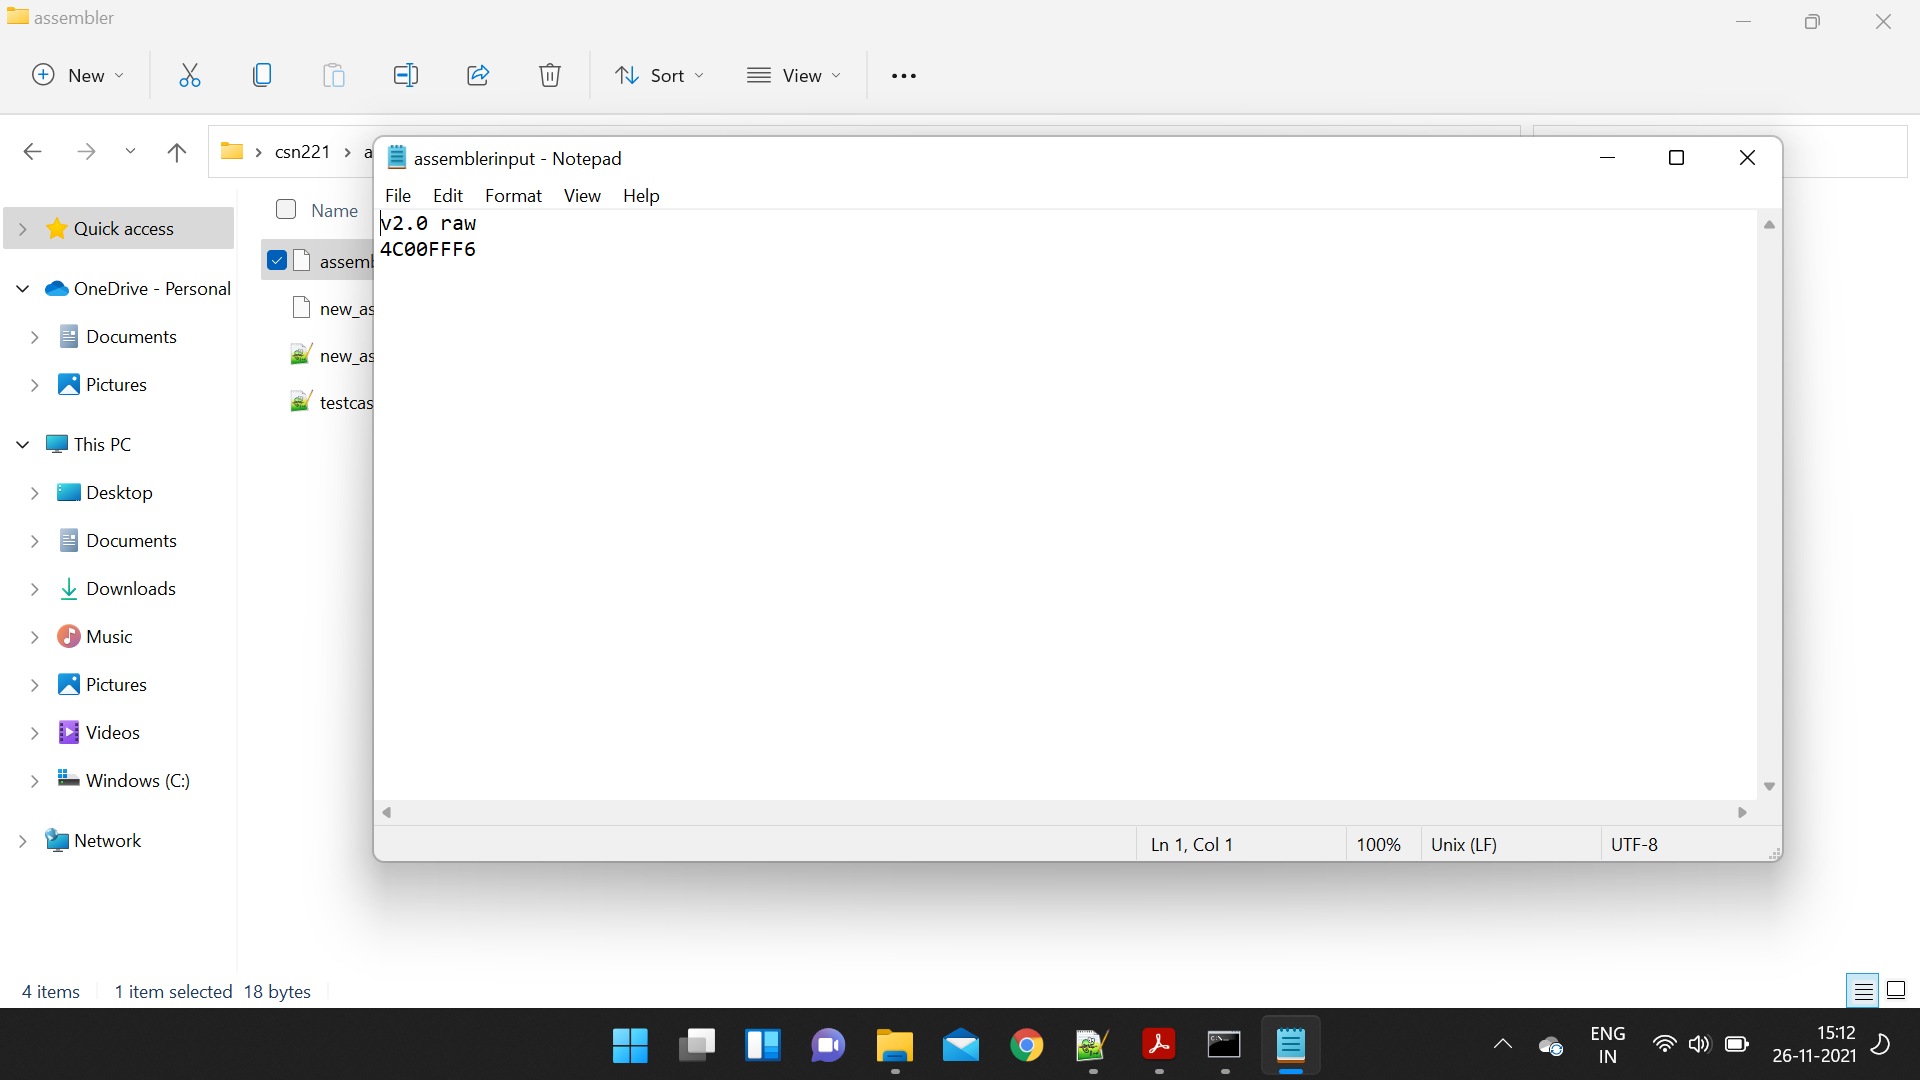 assembler
New
Sort
View
csn221
assemblerinput - Notepad
File Edit Format View Help
v2.0 raw
4C00FFF6
Name
assemb
new_as
new_as
testcas
Quick access
OneDrive - Personal
Documents
Pictures
This PC
Desktop
Documents
Downloads
Music
Pictures
Videos
Windows (C:)
Network
Ln 1, Col 1
100%
Unix (LF)
UTF-8
4 items
1 item selected 18 bytes
ENG
IN
15:12
26-11-2021